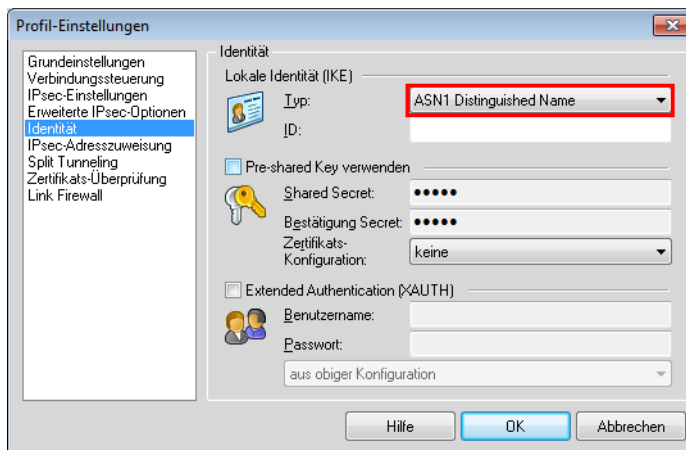 Profil-Einstellungen
Grundeinstellungen
Verbindungssteuerung
IPsec-Einstellungen
Erweiterte IPsec-Optionen
Identität
IPsec-Adresszuweisung
Split Tunneling
Zertifikats-Überprüfung
Link Firewall
Identität
Lokale Identität (IKE)
Typ: ASN1 Distinguished Name
ID:
Pre-shared Key verwenden
Shared Secret: •••••
Bestätigung Secret: •••••
Zertifikats-
Konfiguration: keine
Extended Authentication (XAUTH)
Benutzername:
Passwort:
aus obiger Konfiguration
Hilfe OK Abbrechen